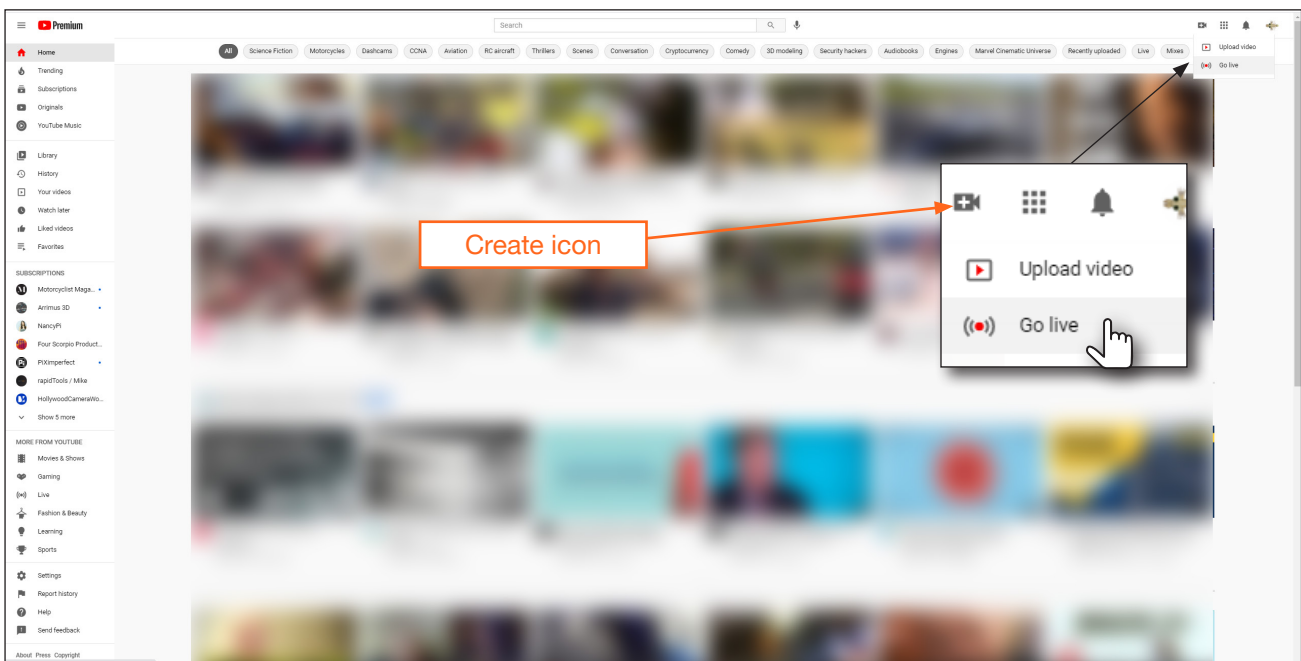 Premium
Search
Home
Trending
Subscriptions
Originals
YouTube Music
Library
History
Your videos
Watch later
Liked videos
Favorites
SUBSCRIPTIONS
Motorcyclist Maga...
Arrimus 3D
NancyPi
Four Scorpio Product...
PiXimperfect
rapidTools / Mike
HollywoodCameraWo...
Show 5 more
MORE FROM YOUTUBE
Movies & Shows
Gaming
Live
Fashion & Beauty
Learning
Sports
Settings
Report history
Help
Send feedback
About Press Copyright
All Science Fiction Motorcycles Dashcams CCNA Aviation RC aircraft Thrillers Scenes Conversation Cryptocurrency Comedy 3D modeling Security hackers Audiobooks Engines Marvel Cinematic Universe Recently uploaded Live Mixes
Upload video
Go live
Create icon
Upload video
Go live